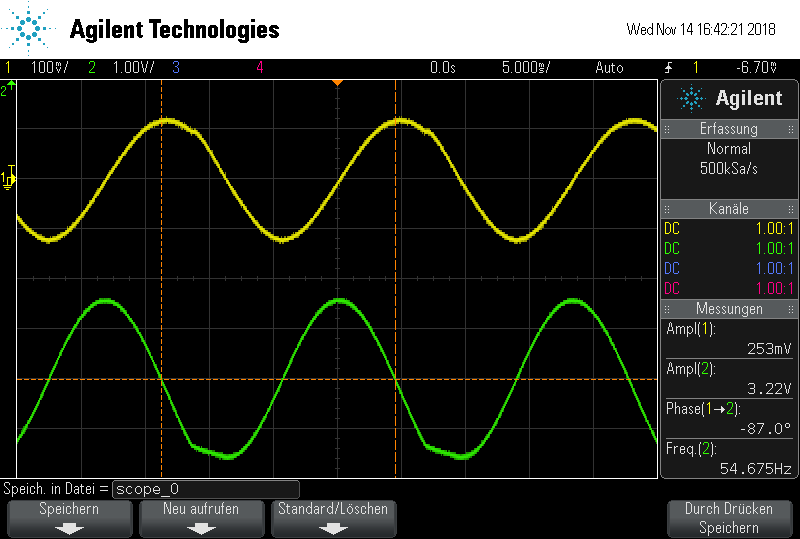 Agilent Technologies
Wed Nov 14 16:42:21 2018
1 100mV/ 2 1.00V/ 3 4 0.0s 5.000ms/ Auto 1 -6.70mV
2
1
T
Agilent
Erfassung
Normal
500kSa/s
Kanäle
DC 1.00:1
DC 1.00:1
DC 1.00:1
DC 1.00:1
Messungen
Ampl(1):
253mV
Ampl(2):
3.22V
Phase(1→2):
-87.0°
Freq.(2):
54.675Hz
Speich. in Datei = scope_0
Speichern
Neu aufrufen
Standard/Löschen
Durch Drücken
Speichern